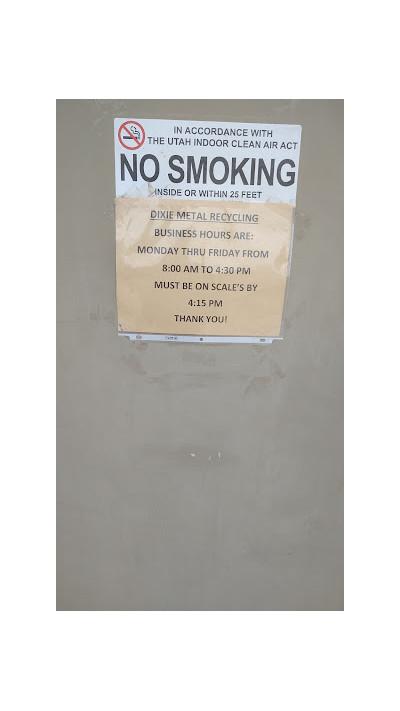 IN ACCORDANCE WITH
THE UTAH INDOOR CLEAN AIR ACT
NO SMOKING
INSIDE OR WITHIN 25 FEET
DIXIE METAL RECYCLING
BUSINESS HOURS ARE:
MONDAY THRU FRIDAY FROM
8:00 AM TO 4:30 PM
MUST BE ON SCALE'S BY
4:15 PM
THANK YOU!